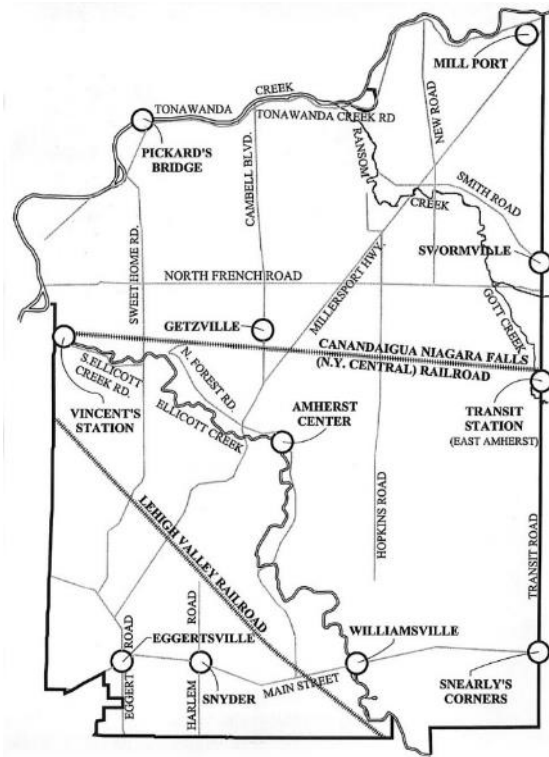 MILL PORT
TONAWANDA
CREEK
TONAWANDA CREEK RD
PICKARD'S
BRIDGE
CAMBELL BLVD.
RANSOM
CREEK
NEW ROAD
SMITH ROAD
SWORMVILLE
SWEET HOME RD.
NORTH FRENCH ROAD
MILLERSPORT HWY.
GOTT CREEK
GETZVILLE
CANANDAIGUA NIAGARA FALLS
(N.Y. CENTRAL) RAILROAD
S.ELLICOTT
CREEK RD.
N. FOREST RD.
ELLICOTT CREEK
VINCENT'S
STATION
AMHERST
CENTER
TRANSIT
STATION
(EAST AMHERST)
HOPKINS ROAD
LEHIGH VALLEY RAILROAD
TRANSIT ROAD
EGGERTSVILLE
EGGERT ROAD
HARLEM ROAD
SNYDER
MAIN STREET
WILLIAMSVILLE
SNEARLY'S
CORNERS